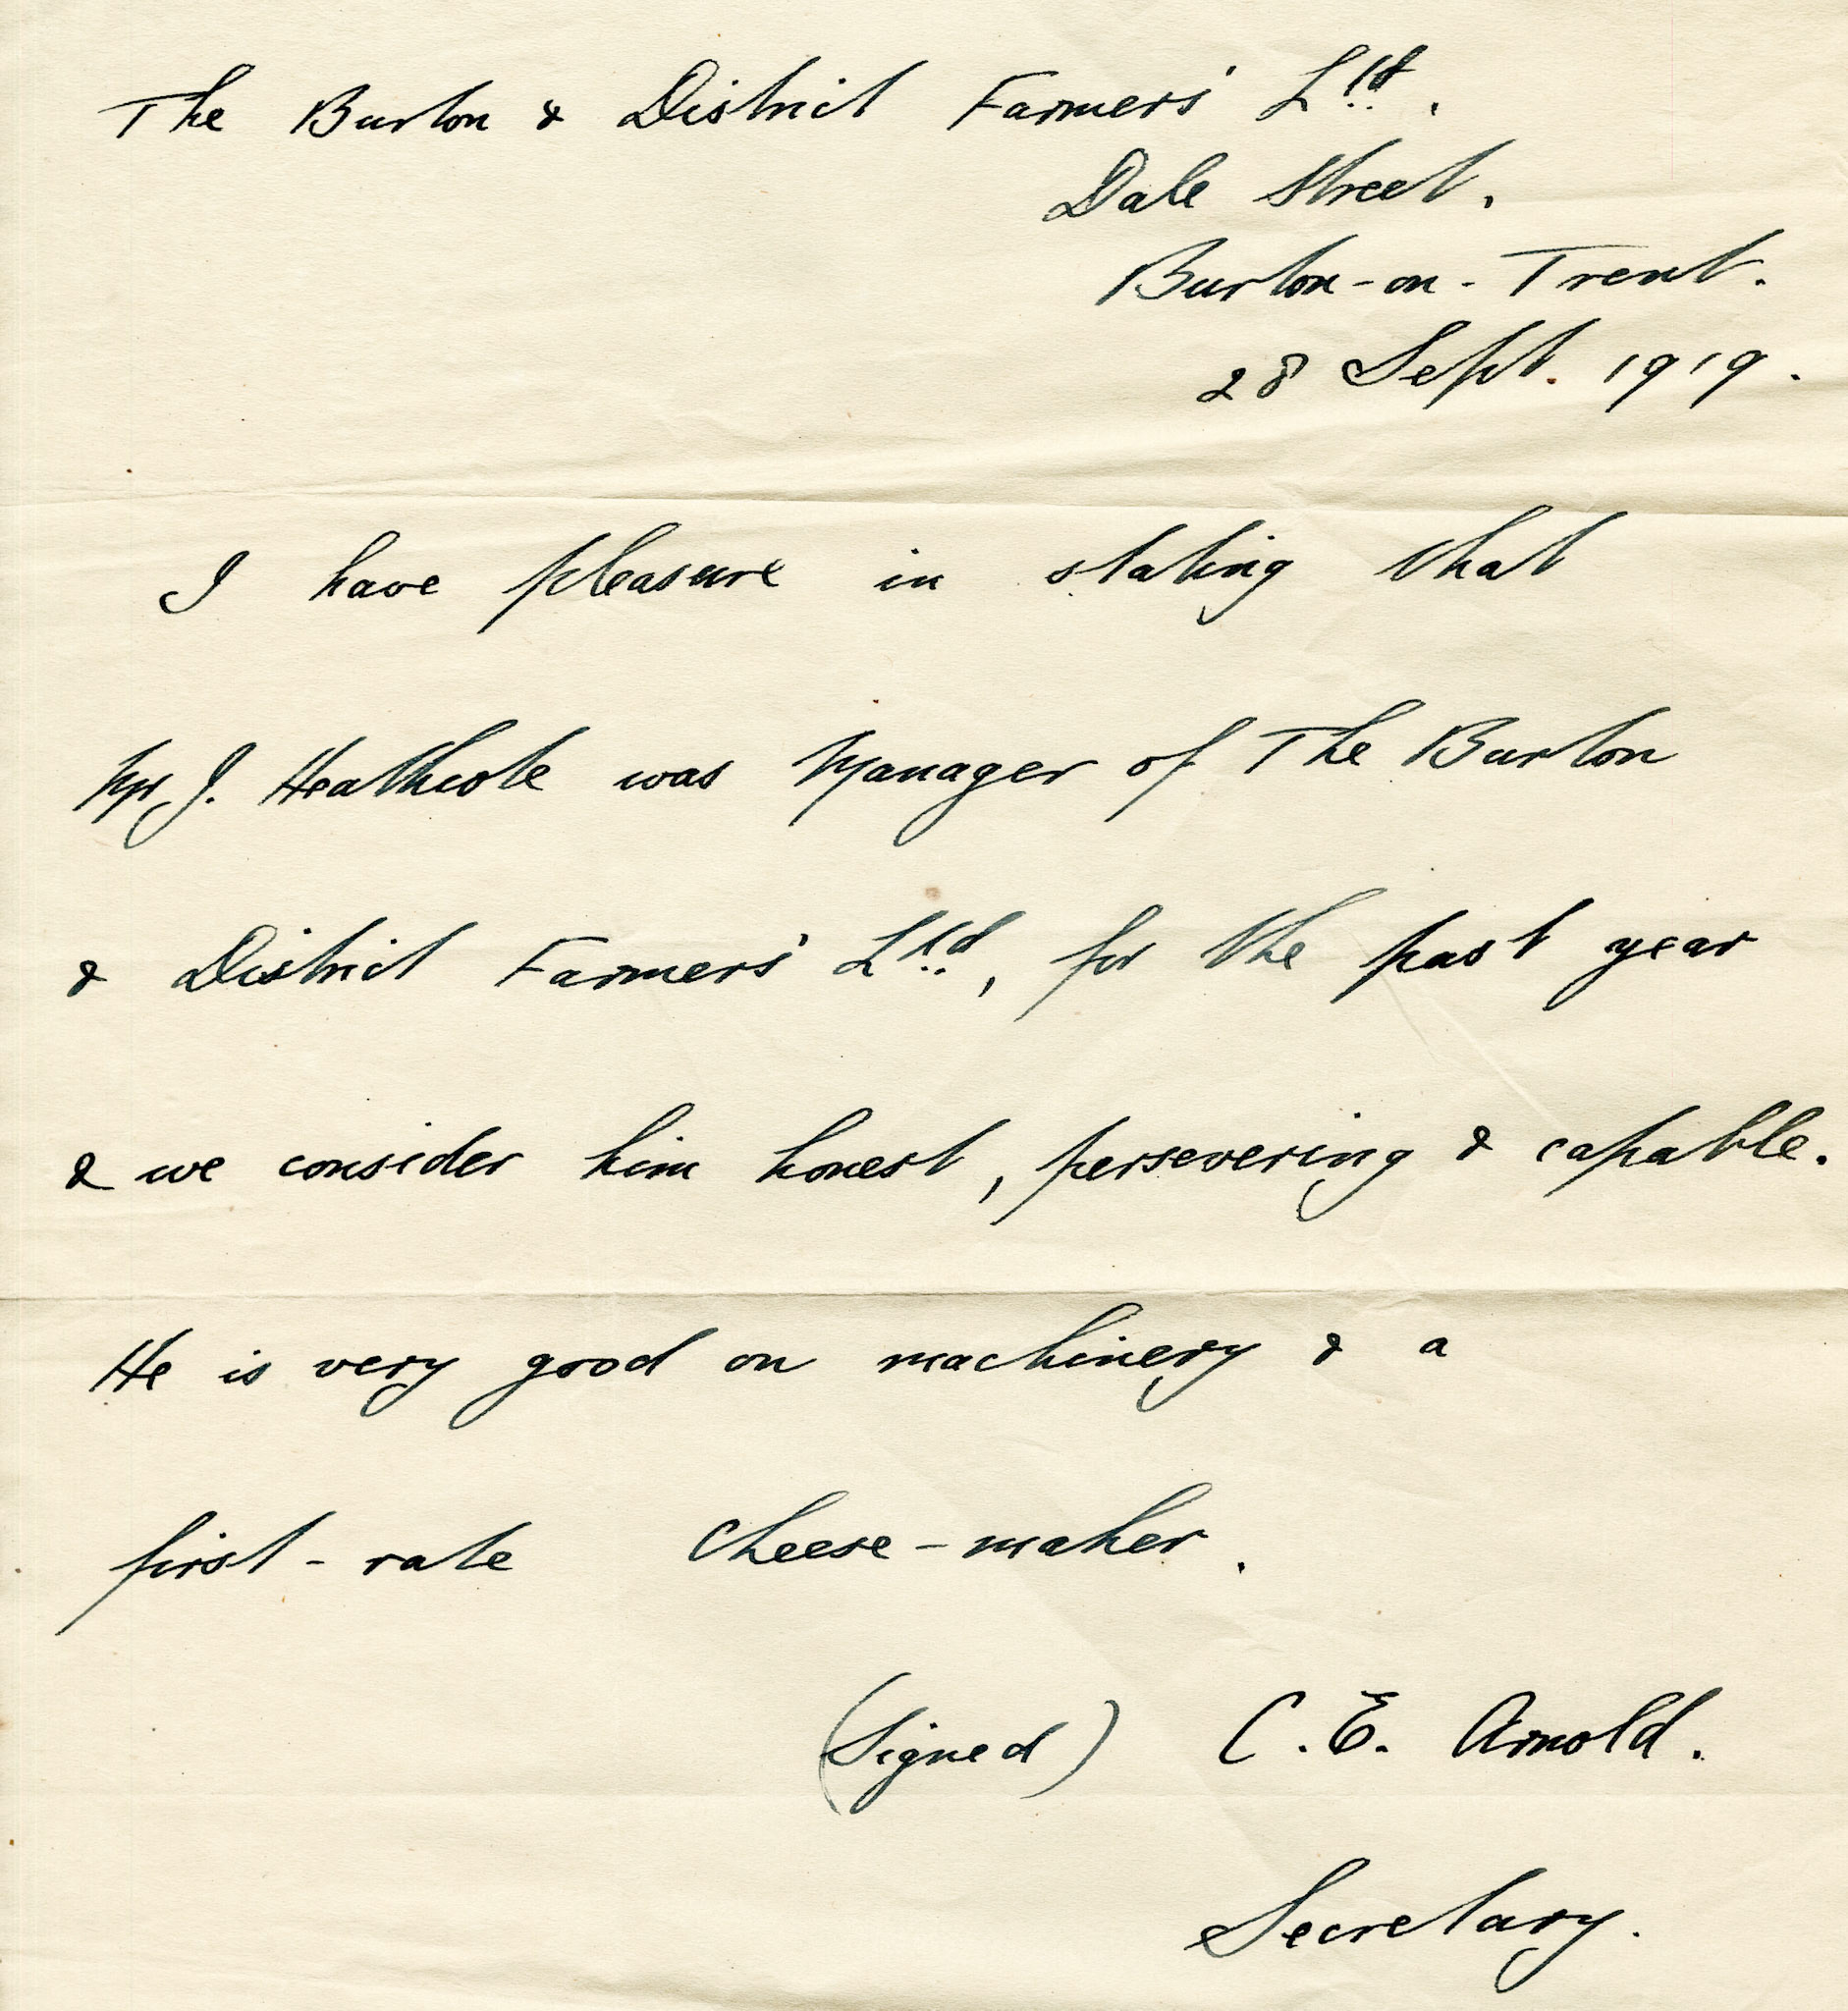 The Burton & District Farmers' Ltd.
Dale Street.
Burton-on-Trent.
28 Sept. 1919.
I have pleasure in stating that
Mr J. Heathcote was Manager of The Burton
& District Farmers' Ltd, for the past year
& we consider him honest, persevering & capable.
He is very good on machinery & a
first-rate Cheese-maker.
(Signed) C. E. Arnold.
Secretary.